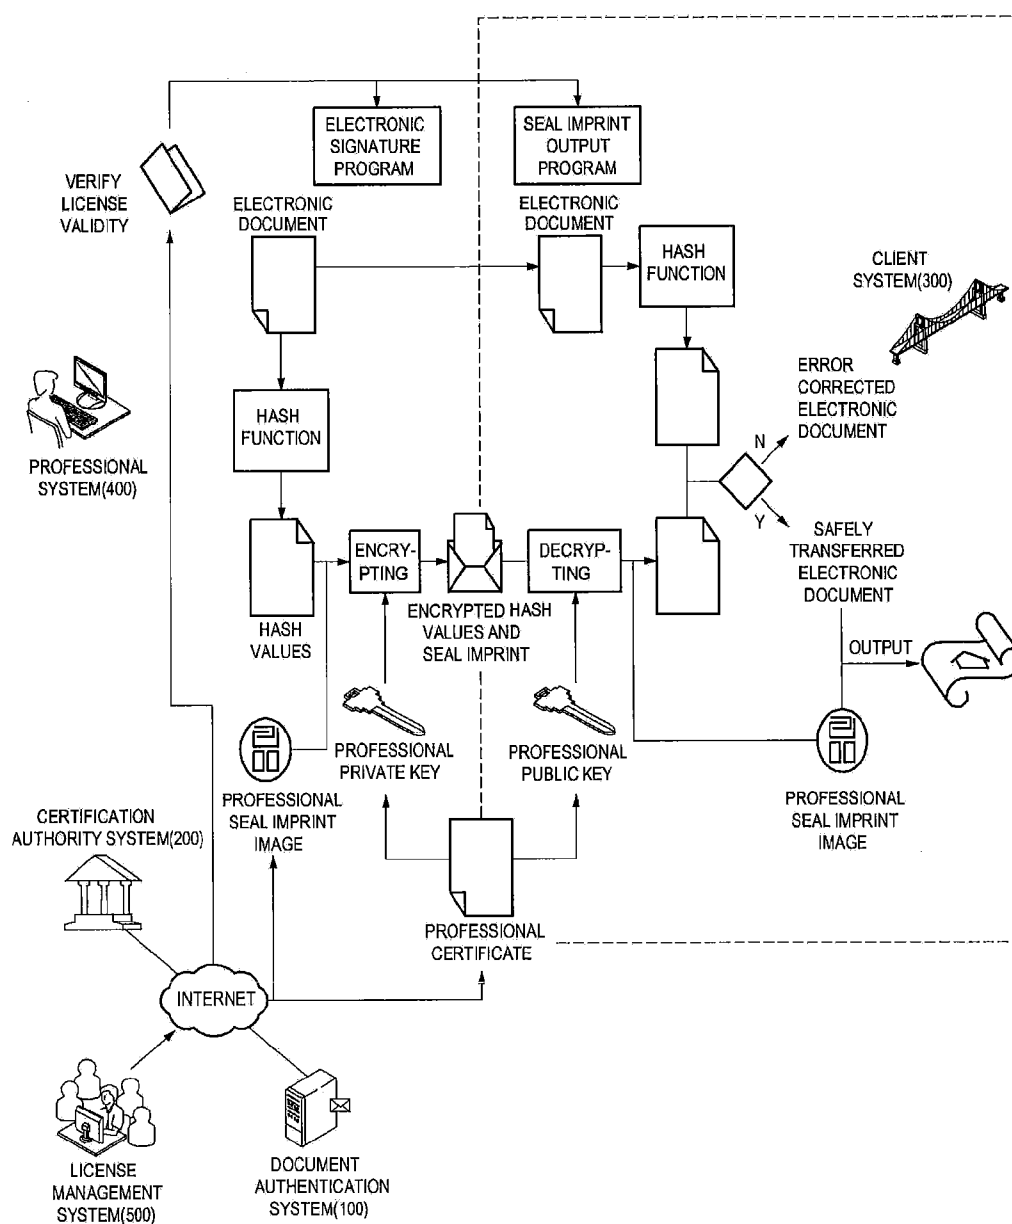 ELECTRONIC
SIGNATURE
PROGRAM
SEAL IMPRINT
OUTPUT
PROGRAM
VERIFY
LICENSE
VALIDITY
ELECTRONIC
DOCUMENT
ELECTRONIC
DOCUMENT
HASH
FUNCTION
CLIENT
SYSTEM(300)
PROFESSIONAL
SYSTEM(400)
HASH
FUNCTION
ERROR
CORRECTED
ELECTRONIC
DOCUMENT
N
Y
SAFELY
TRANSFERRED
ELECTRONIC
DOCUMENT
HASH
VALUES
ENCRY-
PTING
ENCRYPTED HASH
VALUES AND
SEAL IMPRINT
DECRYP-
TING
OUTPUT
PROFESSIONAL
PRIVATE KEY
PROFESSIONAL
PUBLIC KEY
PROFESSIONAL
SEAL IMPRINT
IMAGE
PROFESSIONAL
SEAL IMPRINT
IMAGE
CERTIFICATION
AUTHORITY SYSTEM(200)
PROFESSIONAL
CERTIFICATE
INTERNET
LICENSE
MANAGEMENT
SYSTEM(500)
DOCUMENT
AUTHENTICATION
SYSTEM(100)